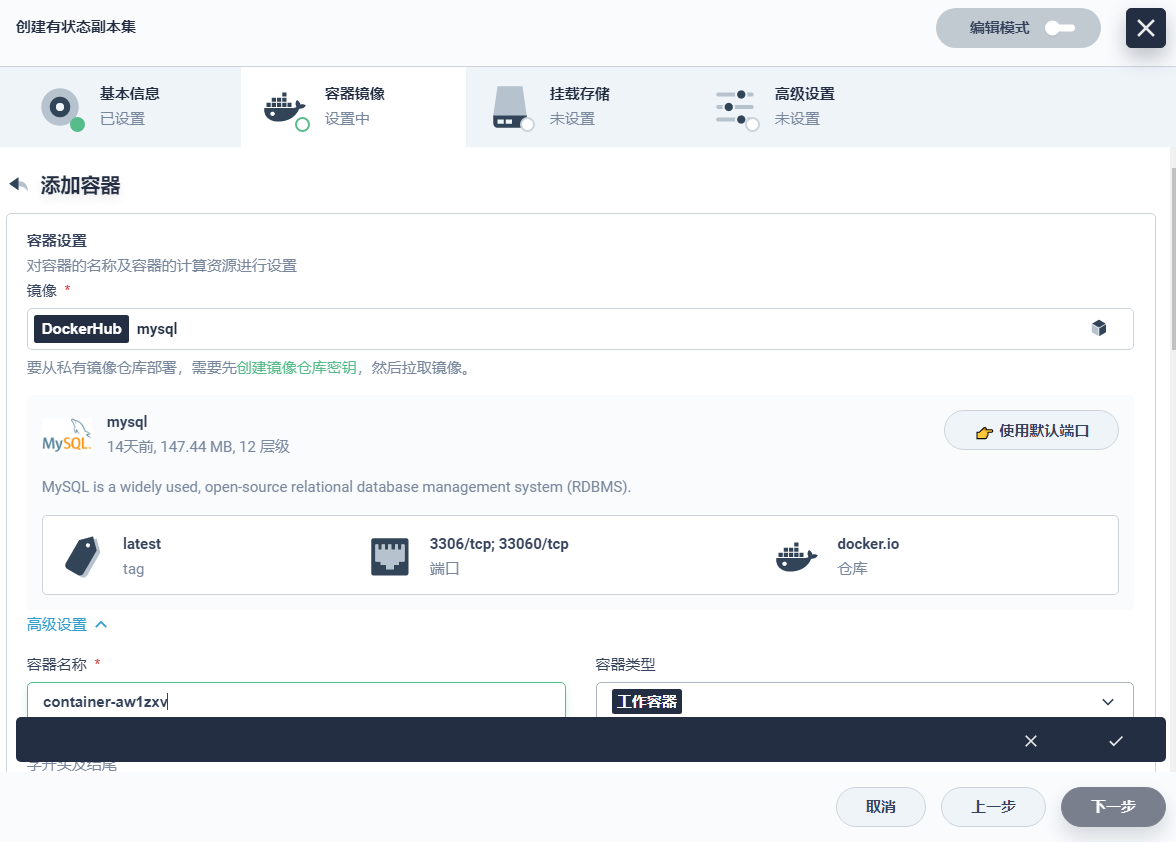 创建有状态副本集
编辑模式
基本信息
已设置
容器镜像
设置中
挂载存储
未设置
高级设置
未设置
添加容器
容器设置
对容器的名称及容器的计算资源进行设置
镜像 *
DockerHub mysql
要从私有镜像仓库部署，需要先创建镜像仓库密钥，然后拉取镜像。
MySQL
mysql
14天前, 147.44 MB, 12 层级
使用默认端口
MySQL is a widely used, open-source relational database management system (RDBMS).
latest
tag
3306/tcp; 33060/tcp
端口
docker.io
仓库
高级设置
容器名称 *
容器类型
container-aw1zxv
工作容器
字开头及结尾
取消
上一步
下一步